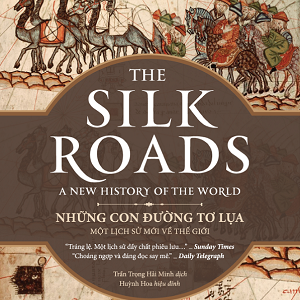 THE
SILK
ROADS
A NEW HISTORY OF THE WORLD
NHỮNG CON ĐƯỜNG TƠ LỤA
MỘT LỊCH SỬ MỚI VỀ THẾ GIỚI
"Tráng lệ. Một lịch sử đầy chất phiêu lưu...." _ Sunday Times
"Choáng ngợp và đáng đọc say mê." _ Daily Telegraph
Trần Trọng Hải Minh dịch
Huỳnh Hoa hiệu đính